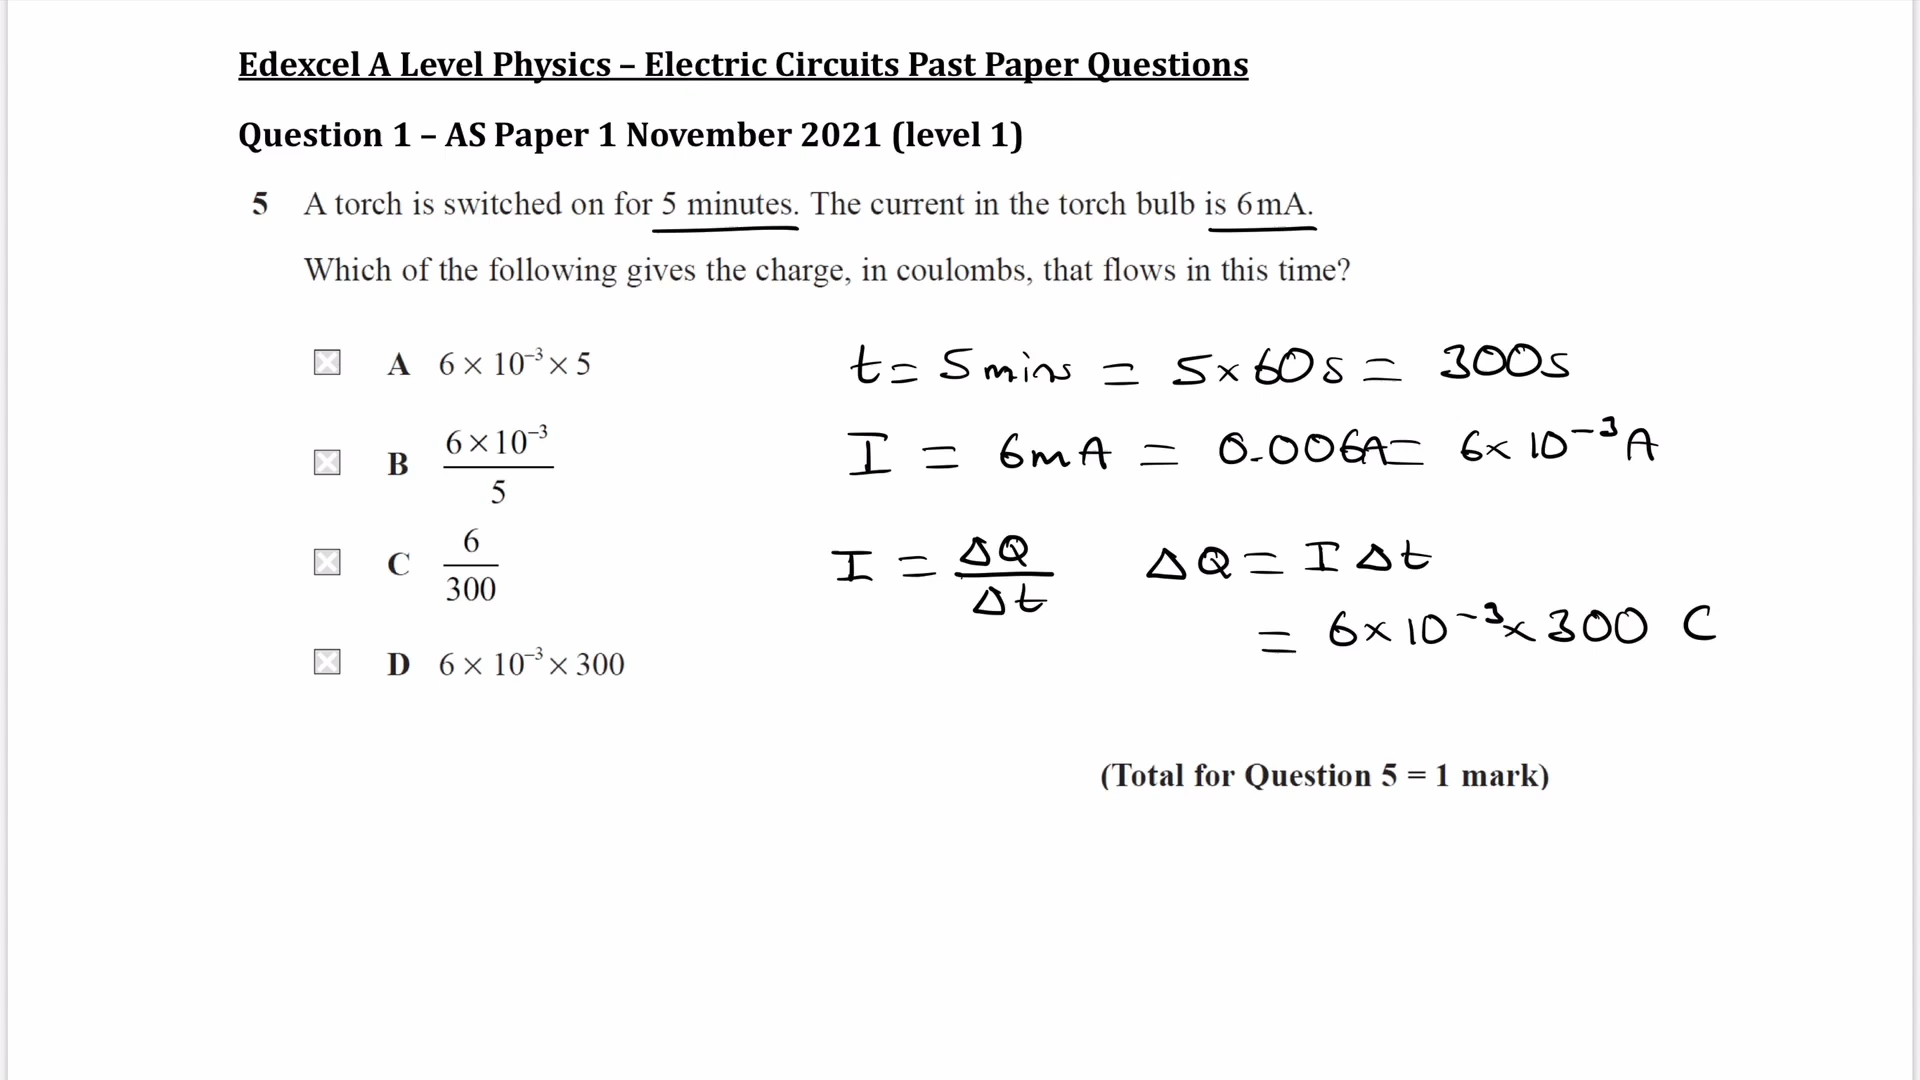 Edexcel A Level Physics – Electric Circuits Past Paper Questions
Question 1 – AS Paper 1 November 2021 (level 1)
5 A torch is switched on for 5 minutes. The current in the torch bulb is 6 mA.
Which of the following gives the charge, in coulombs, that flows in this time?
A 6 × 10⁻³ × 5
B 6 × 10⁻³ / 5
C 6 / 300
D 6 × 10⁻³ × 300
t = 5 mins = 5 × 60 s = 300s
I = 6mA = 0.006A = 6 × 10⁻³ A
I = ΔQ / Δt
ΔQ = I Δt
= 6 × 10⁻³ × 300 C
(Total for Question 5 = 1 mark)